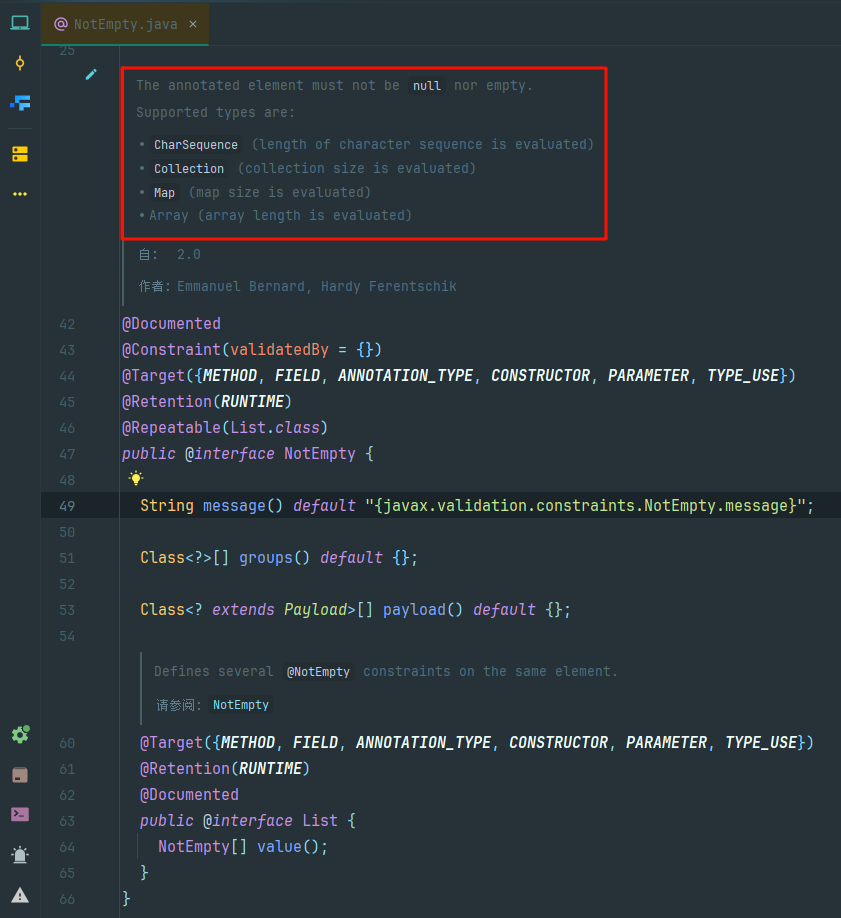 NotEmpty.java ×
25
The annotated element must not be null nor empty.
Supported types are:
• CharSequence (length of character sequence is evaluated)
• Collection (collection size is evaluated)
• Map (map size is evaluated)
• Array (array length is evaluated)
自： 2.0
作者：Emmanuel Bernard, Hardy Ferentschik
42 @Documented
43 @Constraint(validatedBy = {})
44 @Target({METHOD, FIELD, ANNOTATION_TYPE, CONSTRUCTOR, PARAMETER, TYPE_USE})
45 @Retention(RUNTIME)
46 @Repeatable(List.class)
47 public @interface NotEmpty {
48
49 String message() default "{javax.validation.constraints.NotEmpty.message}";
50
51 Class<?>[] groups() default {};
52
53 Class<? extends Payload>[] payload() default {};
54
Defines several @NotEmpty constraints on the same element.
请参阅： NotEmpty
60 @Target({METHOD, FIELD, ANNOTATION_TYPE, CONSTRUCTOR, PARAMETER, TYPE_USE})
61 @Retention(RUNTIME)
62 @Documented
63 public @interface List {
64 NotEmpty[] value();
65 }
66 }